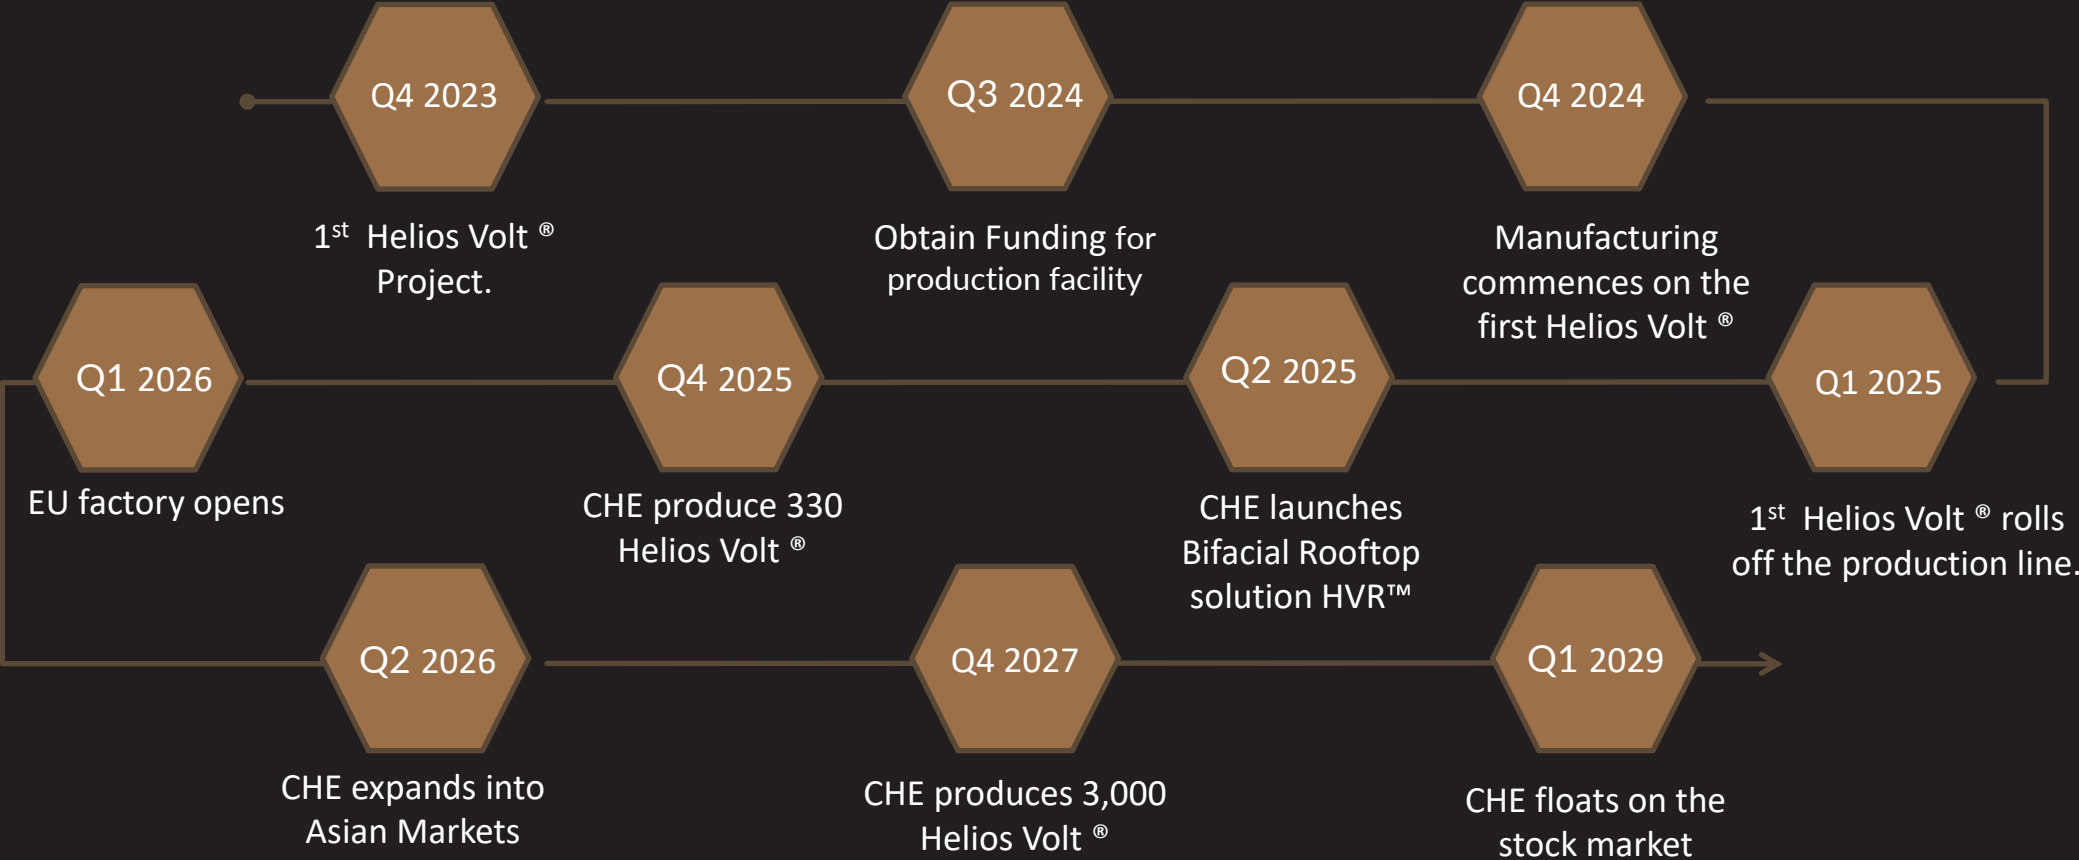 Q4 2023
1st Helios Volt ®
Project.
Q3 2024
Obtain Funding for
production facility
Q4 2024
Manufacturing
commences on the
first Helios Volt ®
Q1 2025
1st Helios Volt ® rolls
off the production line.
Q2 2025
CHE launches
Bifacial Rooftop
solution HVR™
Q4 2025
CHE produce 330
Helios Volt ®
Q1 2026
EU factory opens
Q2 2026
CHE expands into
Asian Markets
Q4 2027
CHE produces 3,000
Helios Volt ®
Q1 2029
CHE floats on the
stock market